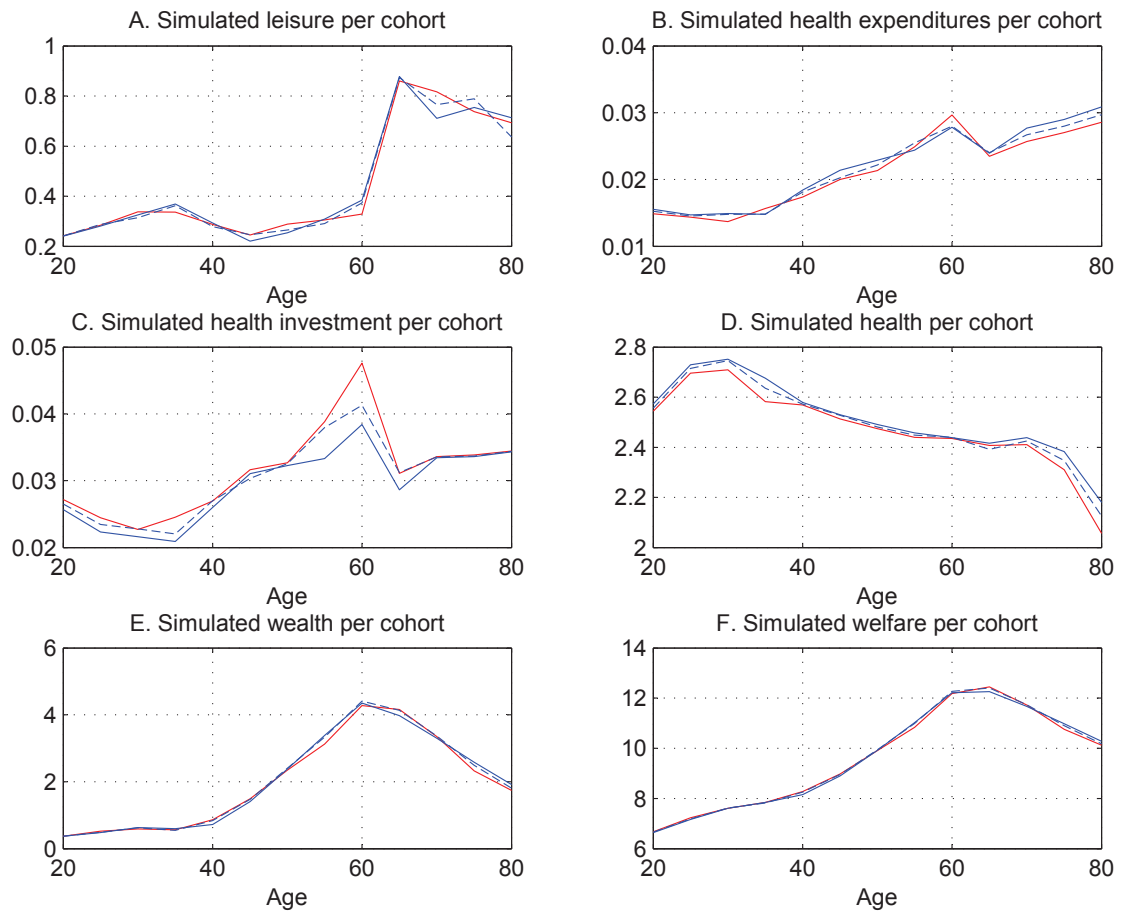 A. Simulated leisure per cohort
1
0.8
0.6
0.4
0.2
20 40 60 80
Age
B. Simulated health expenditures per cohort
0.04
0.03
0.02
0.01
20 40 60 80
Age
C. Simulated health investment per cohort
0.05
0.04
0.03
0.02
20 40 60 80
Age
D. Simulated health per cohort
2.8
2.6
2.4
2.2
2
20 40 60 80
Age
E. Simulated wealth per cohort
6
4
2
0
20 40 60 80
Age
F. Simulated welfare per cohort
14
12
10
8
6
20 40 60 80
Age